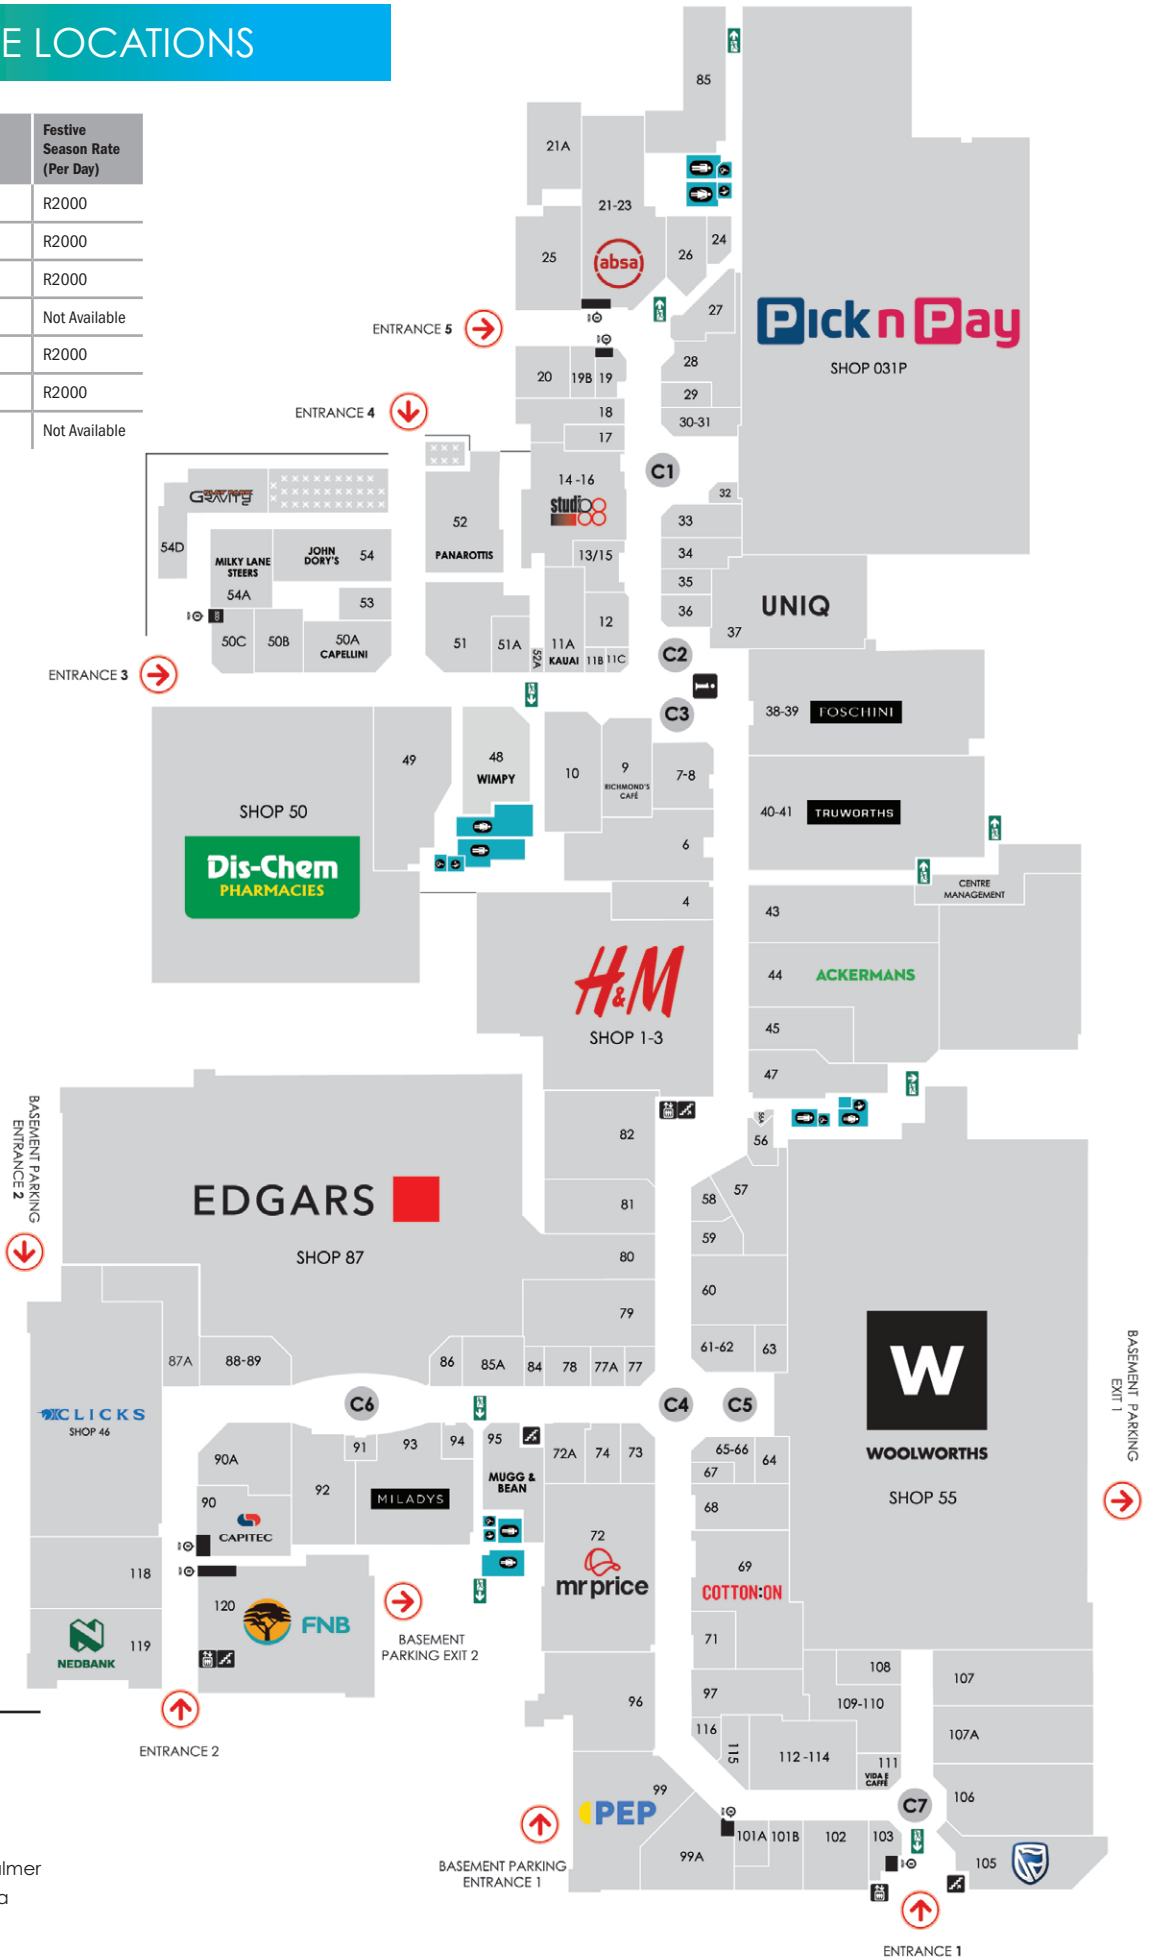 E LOCATIONS
Festive
Season Rate
(Per Day)
R2000
R2000
R2000
Not Available
R2000
R2000
Not Available
85
21A
21-23
absa
25
26
24
27
Pick n Pay
SHOP 031P
ENTRANCE 5
20
19B
19
28
29
30-31
18
17
ENTRANCE 4
C1
14 -16
studio 88
32
33
34
35
36
13/15
12
GRAVITY
54D
MILKY LANE
STEERS
54A
JOHN
DORY'S
54
53
52
PANAROTTIS
50C
50B
50A
CAPELLINI
51
51A
52A
11A
KAUAI
11B
11C
UNIQ
37
C2
ENTRANCE 3
C3
38-39
FOSCHINI
SHOP 50
Dis-Chem
PHARMACIES
49
48
WIMPY
10
9
RICHMOND'S
CAFÉ
7-8
6
4
40-41
TRUWORTHS
CENTRE
MANAGEMENT
43
44
ACKERMANS
45
47
H&M
SHOP 1-3
BASEMENT PARKING
ENTRANCE 2
EDGARS
SHOP 87
82
81
80
79
56
57
58
59
60
61-62
63
87A
88-89
86
85A
84
78
77A
77
C6
C4
C5
W
WOOLWORTHS
SHOP 55
BASEMENT PARKING
EXIT 1
CLICKS
SHOP 46
90A
90
CAPITEC
92
91
93
94
MILADYS
95
MUGG &
BEAN
72A
74
73
65-66
67
64
68
72
mrprice
69
COTTON:ON
71
118
119
NEDBANK
120
FNB
BASEMENT
PARKING EXIT 2
ENTRANCE 2
96
97
116
115
112 -114
108
109-110
111
VIDA E
CAFFÈ
107
107A
106
C7
99
PEP
99A
101A
101B
102
103
105
BASEMENT PARKING
ENTRANCE 1
ENTRANCE 1
lmer
a